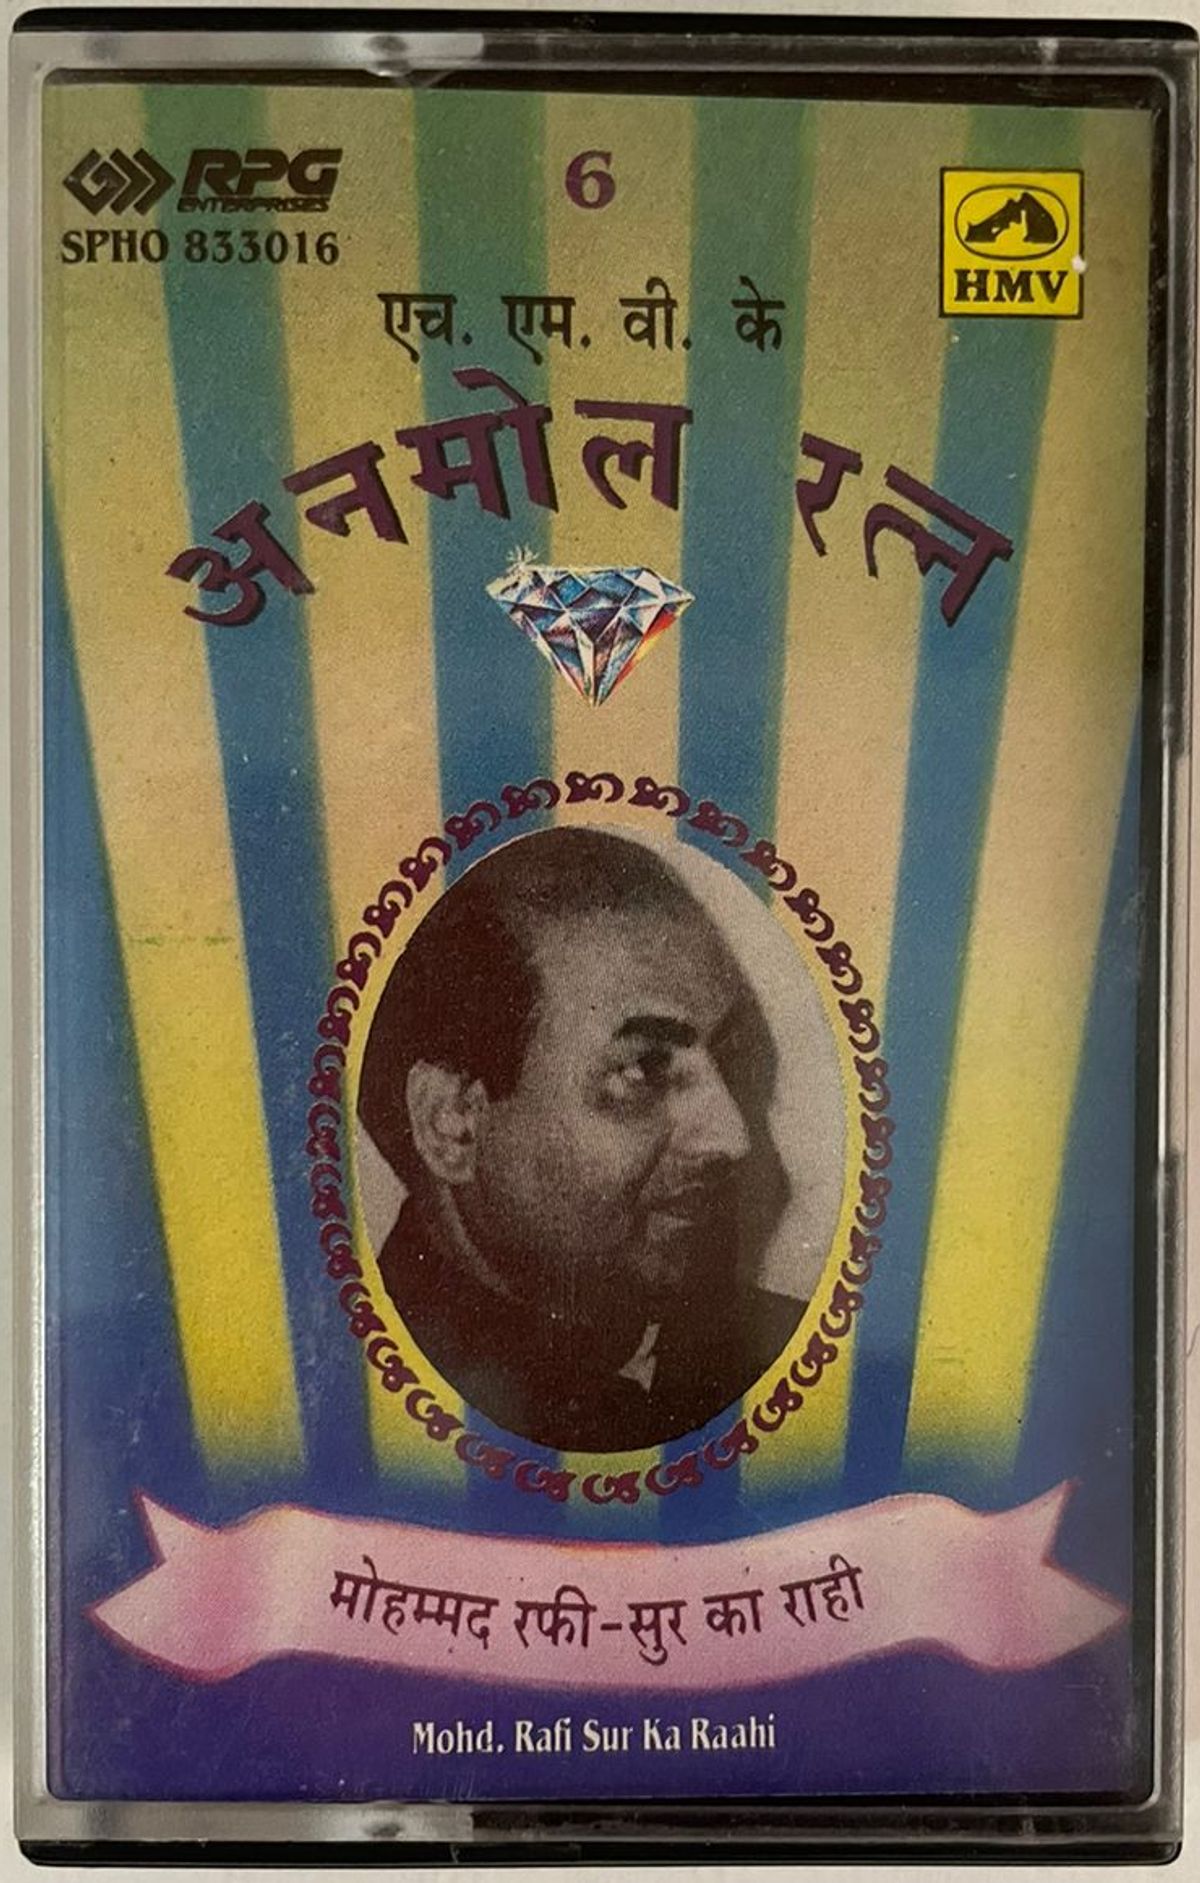 RPG
ENTERPRISES
SPHO 833016
6
HMV
एच. एम. वी. के
अनमोल रत्न
मोहम्मद रफी-सुर का राही
Mohd. Rafi Sur Ka Raahi